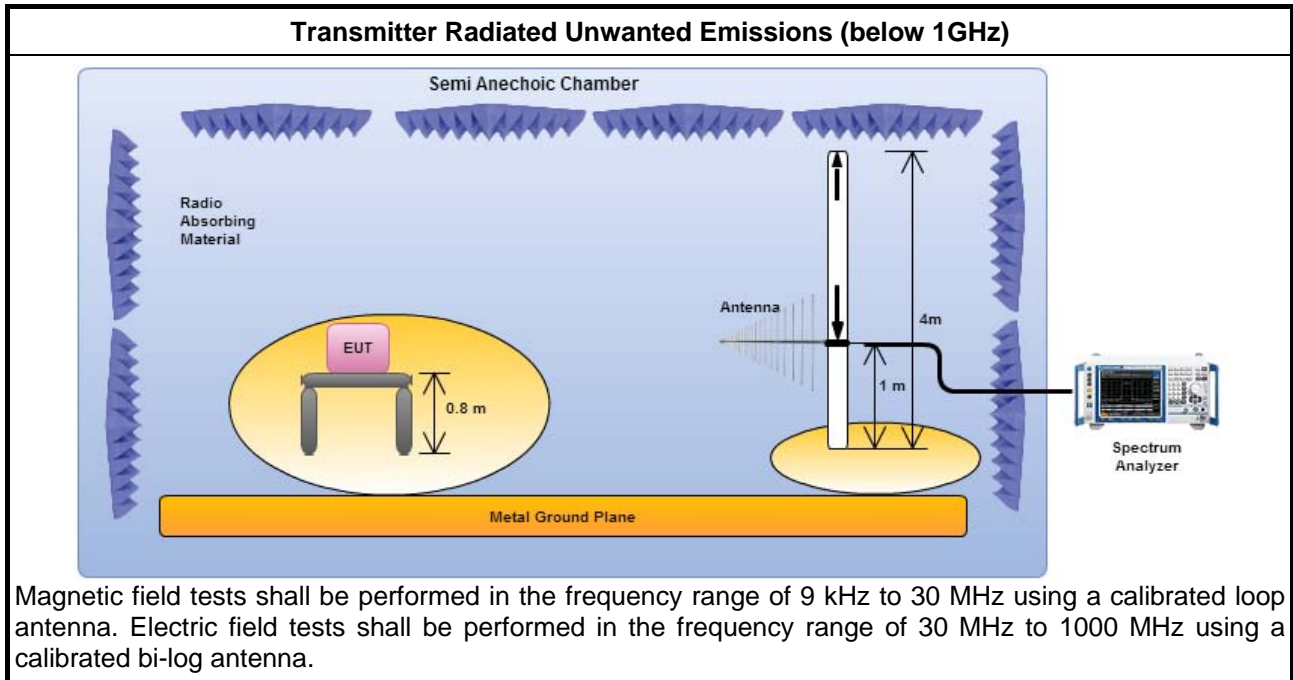 Transmitter Radiated Unwanted Emissions (below 1GHz)
Semi Anechoic Chamber
Radio
Absorbing
Material
Antenna
4m
EUT
1 m
0.8 m
Spectrum
Analyzer
Metal Ground Plane
Magnetic field tests shall be performed in the frequency range of 9 kHz to 30 MHz using a calibrated loop
antenna. Electric field tests shall be performed in the frequency range of 30 MHz to 1000 MHz using a
calibrated bi-log antenna.